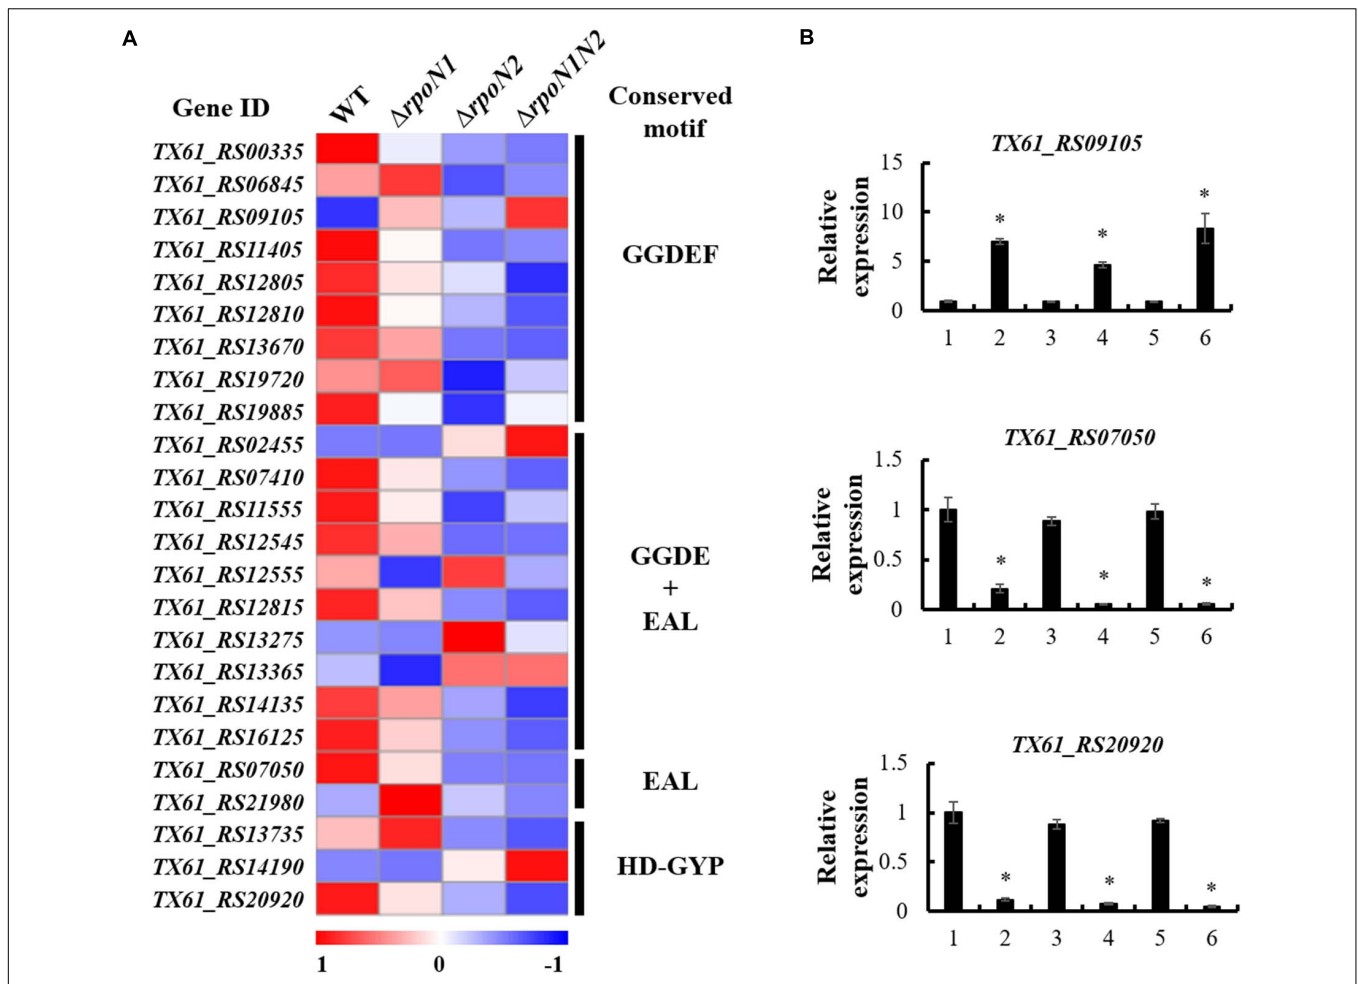 A
Gene ID
WT
ΔrpoN1
ΔrpoN2
ΔrpoN1N2
Conserved
motif
TX61_RS00335
TX61_RS06845
TX61_RS09105
TX61_RS11405
TX61_RS12805
TX61_RS12810
TX61_RS13670
TX61_RS19720
TX61_RS19885
TX61_RS02455
TX61_RS07410
TX61_RS11555
TX61_RS12545
TX61_RS12555
TX61_RS12815
TX61_RS13275
TX61_RS13365
TX61_RS14135
TX61_RS16125
TX61_RS07050
TX61_RS21980
TX61_RS13735
TX61_RS14190
TX61_RS20920
GGDEF
GGDE
+
EAL
EAL
HD-GYP
1 0 -1
B
TX61_RS09105
Relative
expression
15
10
5
0
* * *
1 2 3 4 5 6
TX61_RS07050
Relative
expression
1.5
1
0.5
0
* * *
1 2 3 4 5 6
TX61_RS20920
Relative
expression
1.5
1
0.5
0
* * *
1 2 3 4 5 6